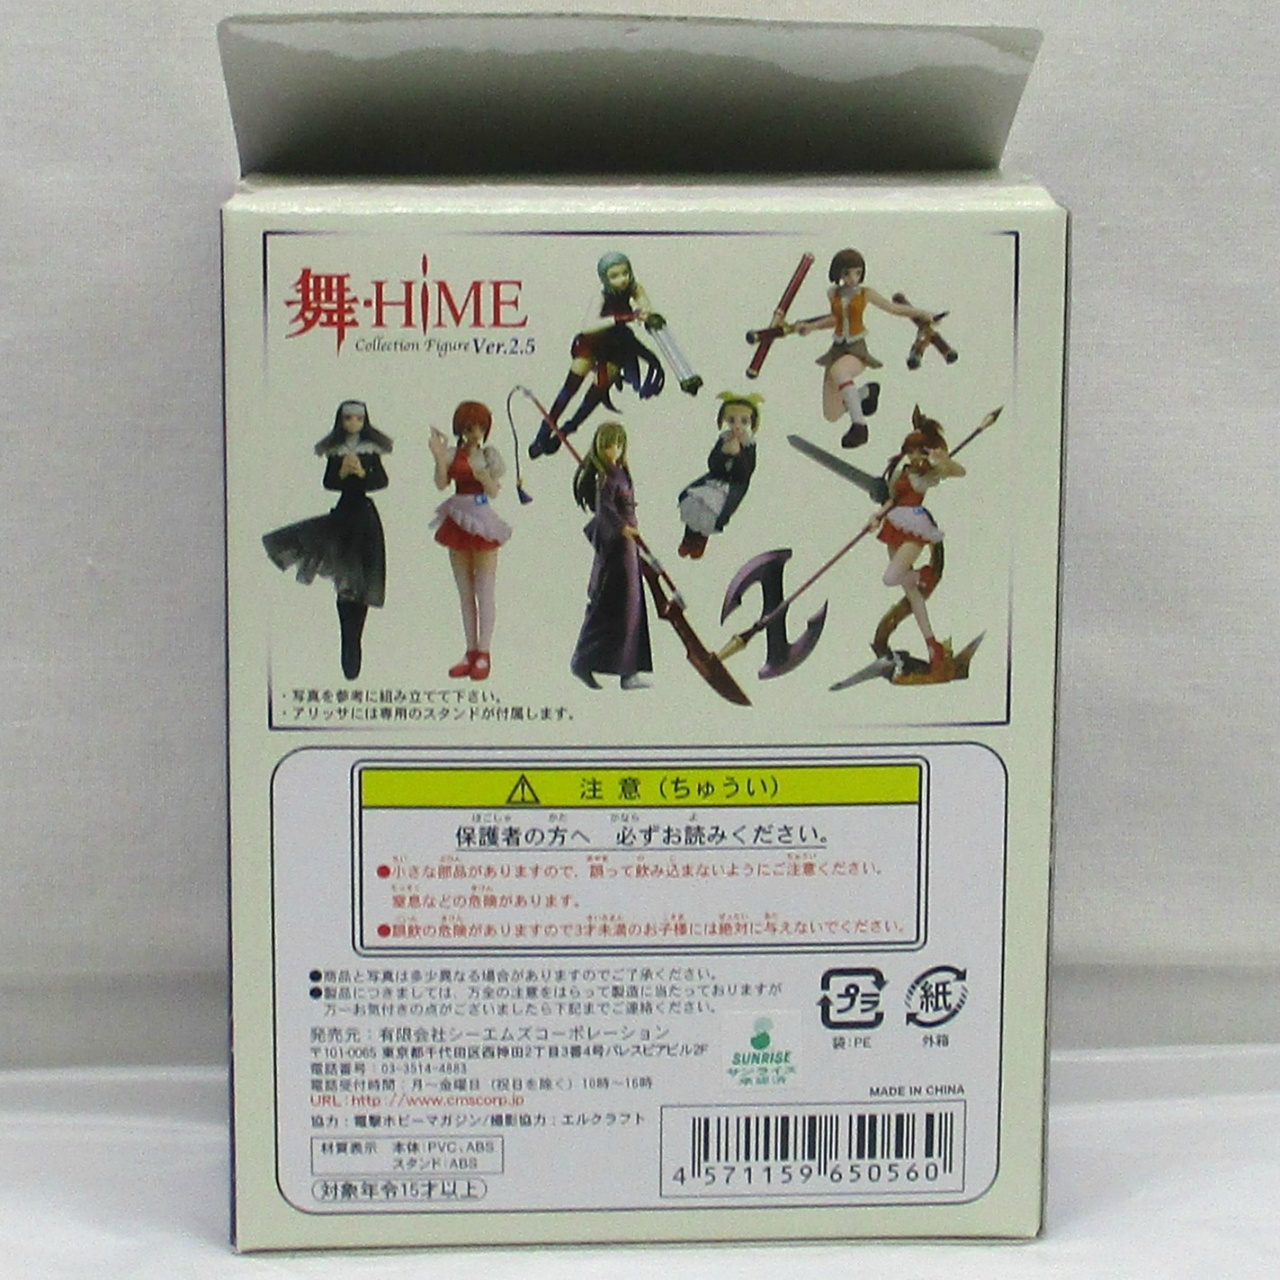 舞-HiME
Collection Figure Ver.2.5
・写真を参考に組み立てて下さい。
・アリッサには専用のスタンドが付属します。
注意(ちゅうい)
保護者の方へ 必ずお読みください。
●小さな部品がありますので、誤って飲み込まないようにご注意ください。
窒息などの危険があります。
●誤飲の危険がありますので3才未満のお子様には絶対に与えないでください。
●商品と写真は多少異なる場合がありますのでご了承ください。
●製品につきましては、万全の注意をはらって製造に当たっておりますが
万一お気付きの点がございましたら下記までご連絡ください。
発売元:有限会社シーエムズコーポレーション
〒101-0065 東京都千代田区西神田2丁目3番4号パレスピアビル2F
電話番号:03-3514-4883
電話受付時間:月〜金曜日(祝日を除く)10時〜16時
URL:http://www.cmscorp.jp
協力:電撃ホビーマガジン/撮影協力:エルクラフト
材質表示 本体:PVC、ABS
スタンド:ABS
対象年令15才以上
プラ
袋:PE
紙
外箱
SUNRISE
サンライズ
承認済
MADE IN CHINA
4 571159 650560